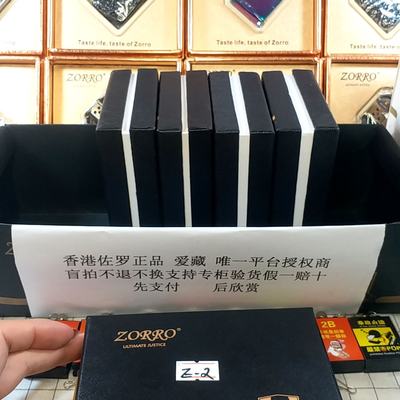 Taste life, taste of Zorro
Taste life, taste of Zorro
Taste life, taste of Zorro
ZORRO
ZORRO
ZORRO
香港佐罗正品 爱藏 唯一平台授权商
盲拍不退不换支持专柜验货假一赔十
先支付 后欣赏
ZORRO®
ULTIMATE JUSTICE
Z-2
2B